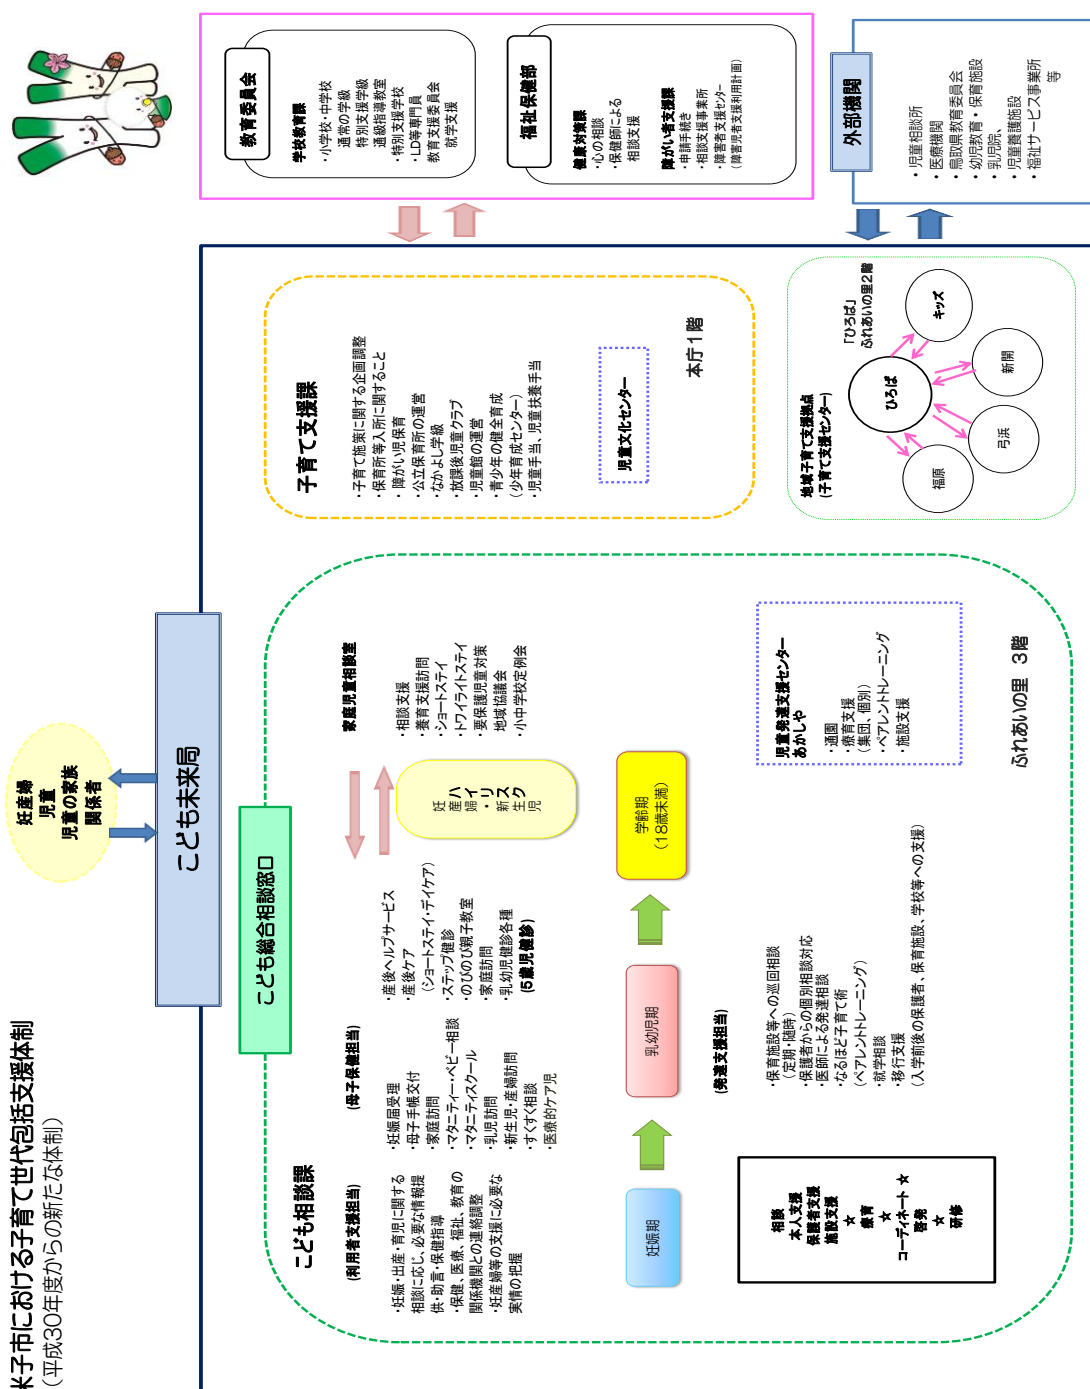 米子市における子育て世代包括支援体制
（平成30年度からの新たな体制）
妊産婦
児童
児童の家族
関係者
こども未来局
こども総合相談窓口
こども相談課
(利用者支援担当)
・妊娠・出産・育児に関する
相談に応じ、必要な情報提
供・助言・保健指導
・保健、医療、福祉、教育の
関係機関との連絡調整
・妊産婦等の支援に必要な
実情の把握
(母子保健担当)
・妊娠届受理
・母子手帳交付
・家庭訪問
・マタニティー・ベビー相談
・マタニティスクール
・乳児訪問
・新生児・産婦訪問
・すくすく相談
・医療的ケア児
・産後ヘルプサービス
・産後ケア
（ショートステイ・デイケア）
・ステップ健診
・のびのび親子教室
・家庭訪問
・乳幼児健診各種
(5歳児健診)
家庭児童相談室
・相談支援
・養育支援訪問
・ショートステイ
・トワイライトステイ
・要保護児童対策
地域協議会
・小中学校定例会
ハイリスク
妊産婦・新生児
妊娠期
乳幼児期
学齢期
（18歳未満）
相談
本人支援
保護者支援
施設支援
☆
療育
☆
コーディネート ☆
啓発
☆
研修
(発達支援担当)
・保育施設等への巡回相談
（定期・随時）
・保護者からの個別相談対応
・医師による発達相談
・なるほど子育て術
（ペアレントトレーニング）
・就学相談
・移行支援
（入学前後の保護者、保育施設、学校等への支援）
児童発達支援センター
あかしや
・通園
・療育支援
（集団、個別）
・ペアレントトレーニング
・施設支援
ふれあいの里　3階
子育て支援課
・子育て施策に関する企画調整
・保育所等入所に関すること
・障がい児保育
・公立保育所の運営
・なかよし学級
・放課後児童クラブ
・児童館の運営
・青少年の健全育成
（少年育成センター）
・児童手当、児童扶養手当
児童文化センター
本庁1階
地域子育て支援拠点
(子育て支援センター)
「ひろば」
ふれあいの里2階
ひろば
福原
弓浜
新開
キッズ
教育委員会
学校教育課
・小学校・中学校
通常の学級
特別支援学級
通級指導教室
・特別支援学校
・LD等専門員
教育支援委員会
就学支援
福祉保健部
健康対策課
・心の相談
・保健師による
相談支援
障がい者支援課
・申請手続き
・相談支援事業所
・障害者支援センター
（障害児者支援利用計画）
外部機関
・児童相談所
・医療機関
・鳥取県教育委員会
・幼児教育・保育施設
・乳児院、
・児童養護施設
・福祉サービス事業所
等